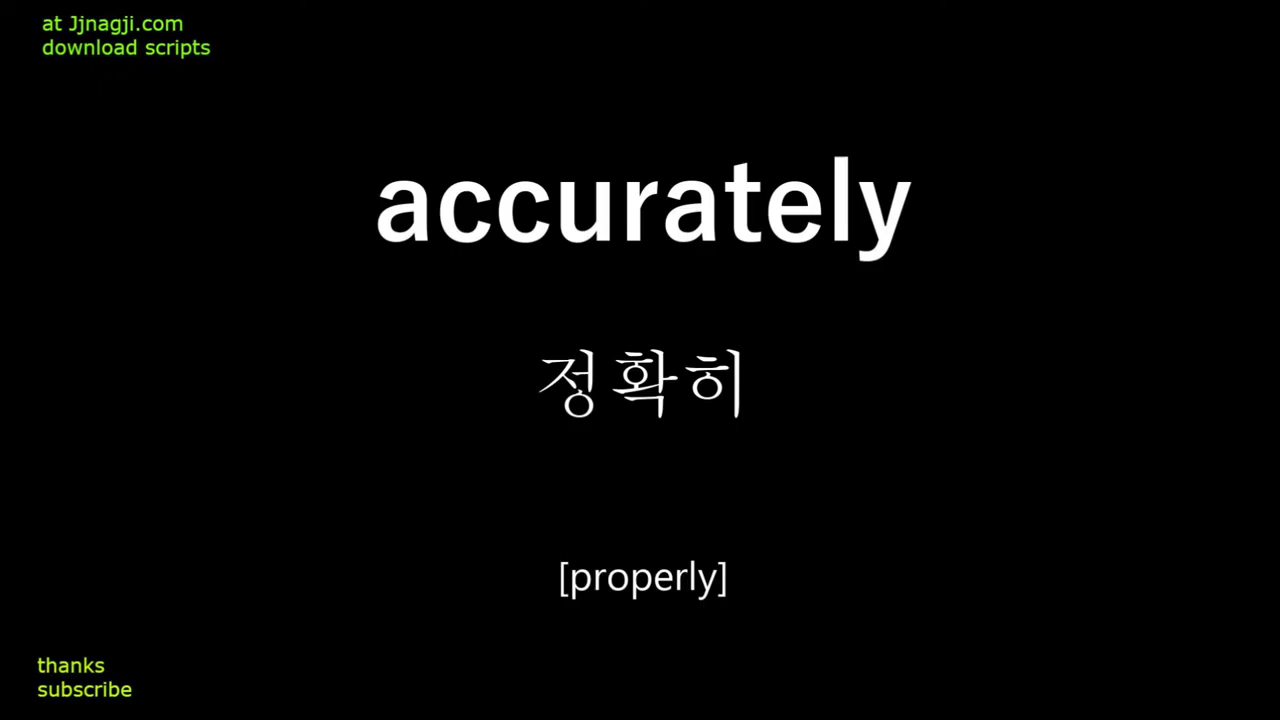 at Jjnagji.com
download scripts
accurately
정확히
[properly]
thanks
subscribe